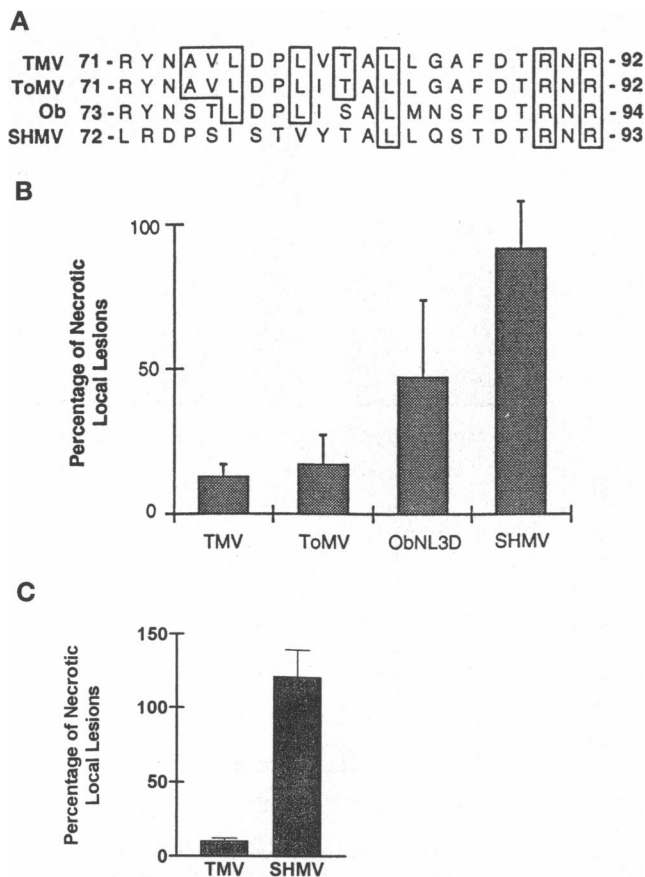 A
TMV 71 - R Y N A V L D P L V T A L L G A F D T R N R - 92
ToMV 71 - R Y N A V L D P L I T A L L G A F D T R N R - 92
Ob 73 - R Y N S T L D P L I S A L M N S F D T R N R - 94
SHMV 72 - L R D P S I S T V Y T A L L Q S T D T R N R - 93
B
Percentage of Necrotic
Local Lesions
100
50
0
TMV ToMV ObNL3D SHMV
C
Percentage of Necrotic
Local Lesions
150
100
50
0
TMV SHMV